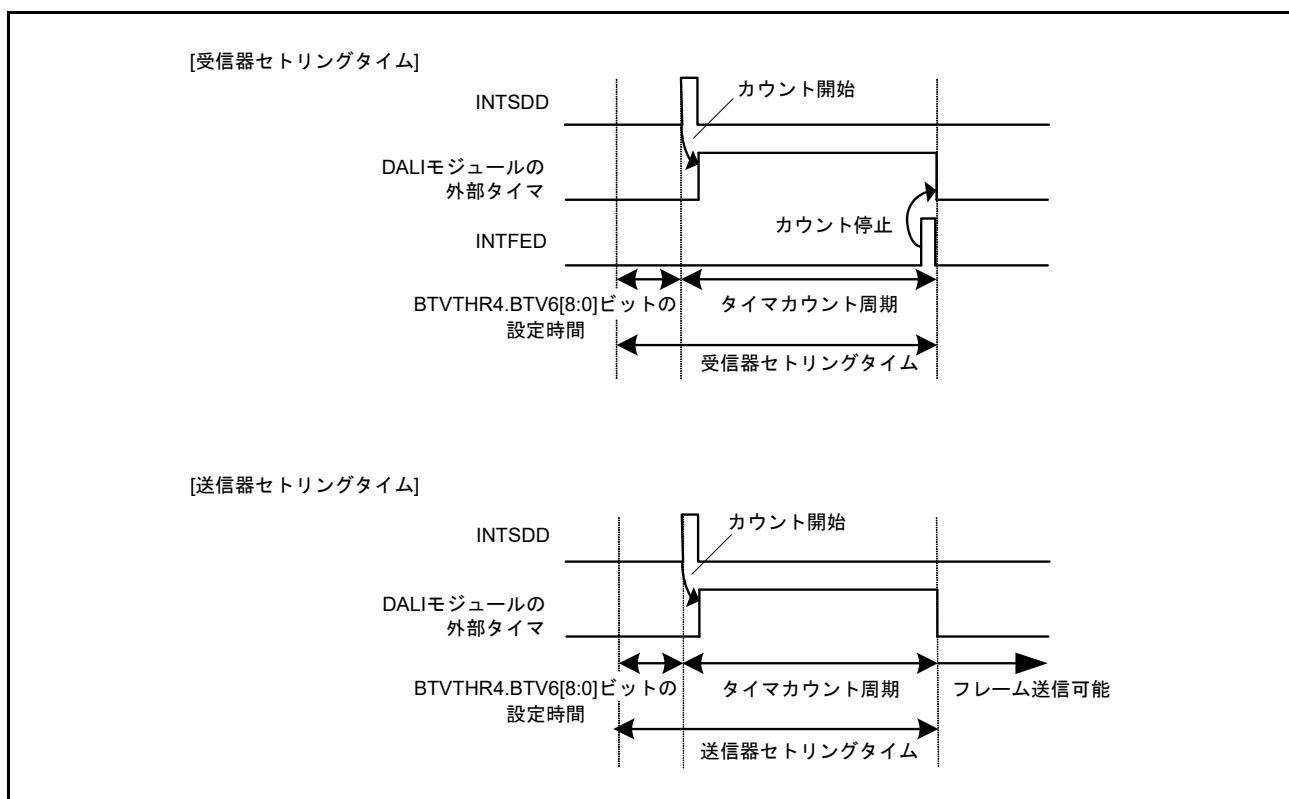 [受信器セトリングタイム]
INTSDD
カウント開始
DALIモジュールの
外部タイマ
カウント停止
INTFED
BTVTHR4.BTV6[8:0]ビットの
設定時間
タイマカウント周期
受信器セトリングタイム
[送信器セトリングタイム]
INTSDD
カウント開始
DALIモジュールの
外部タイマ
BTVTHR4.BTV6[8:0]ビットの
設定時間
タイマカウント周期
フレーム送信可能
送信器セトリングタイム